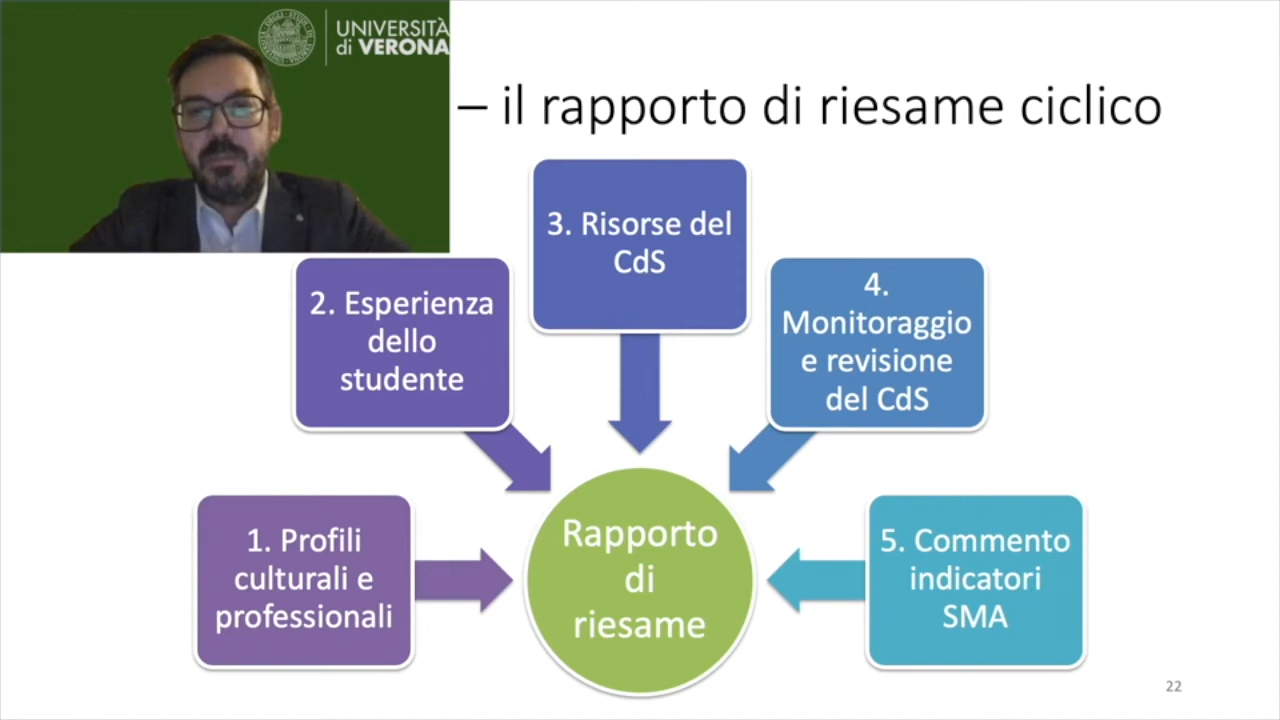 UNIVERSITÀ
di VERONA
– il rapporto di riesame ciclico
3. Risorse del
CdS
2. Esperienza
dello
studente
4.
Monitoraggio
e revisione
del CdS
1. Profili
culturali e
professionali
Rapporto
di
riesame
5. Commento
indicatori
SMA
22